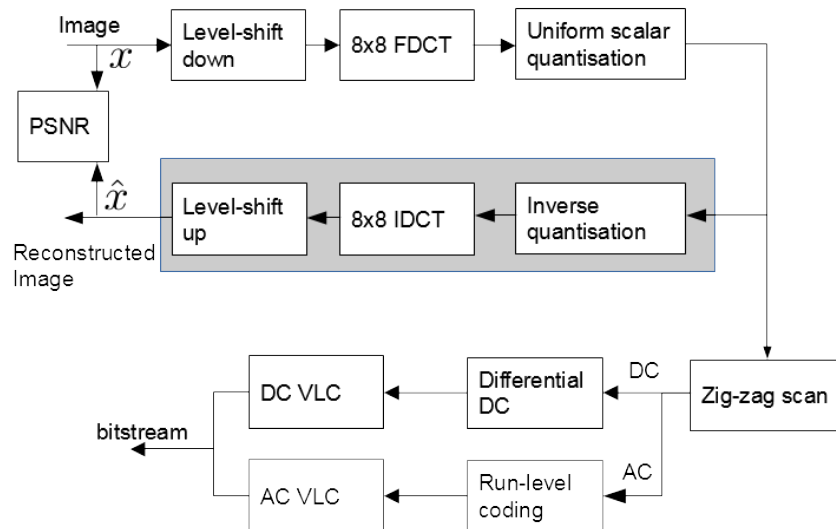 Image
x
Level-shift
down
8x8 FDCT
Uniform scalar
quantisation
PSNR
x̂
Level-shift
up
8x8 IDCT
Inverse
quantisation
Reconstructed
Image
DC VLC
Differential
DC
DC
Zig-zag scan
bitstream
AC VLC
Run-level
coding
AC